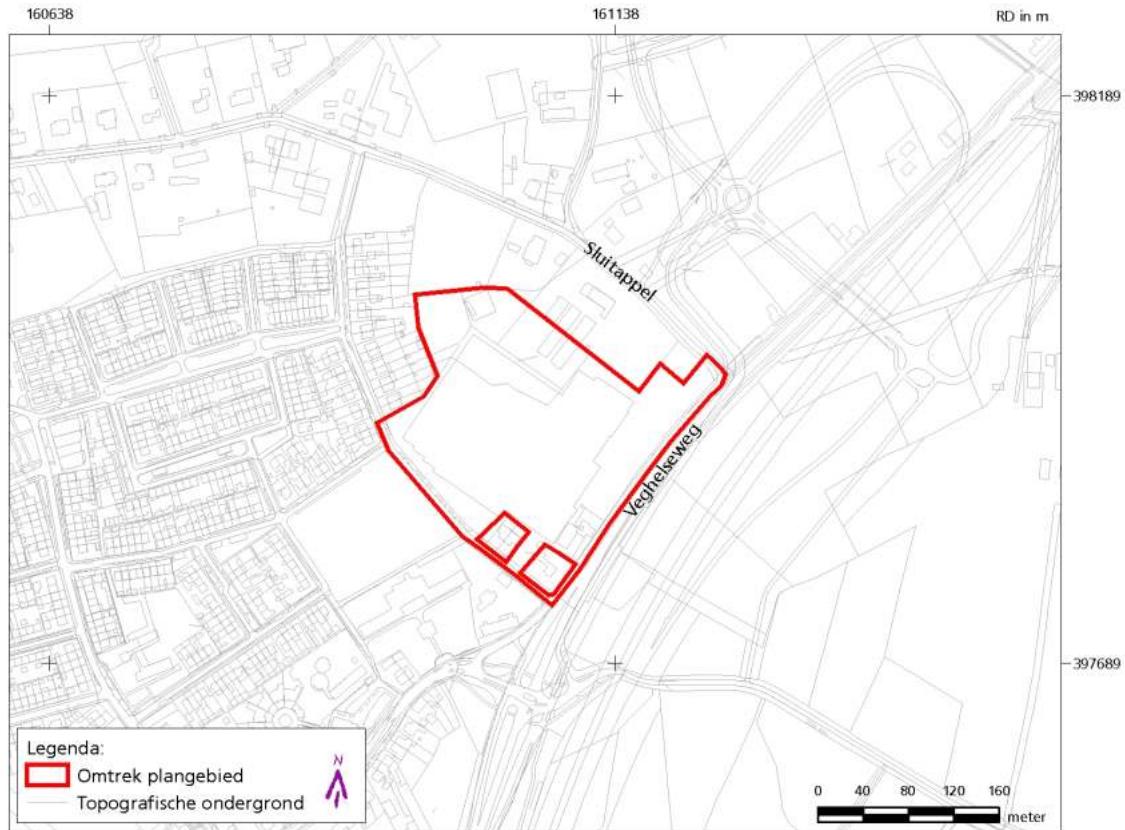 160638 161138 RD in m
398189
Sluitappel
Veghelseweg
397689
Legenda:
N
Omtrek plangebied
Topografische ondergrond
0 40 80 120 160
meter